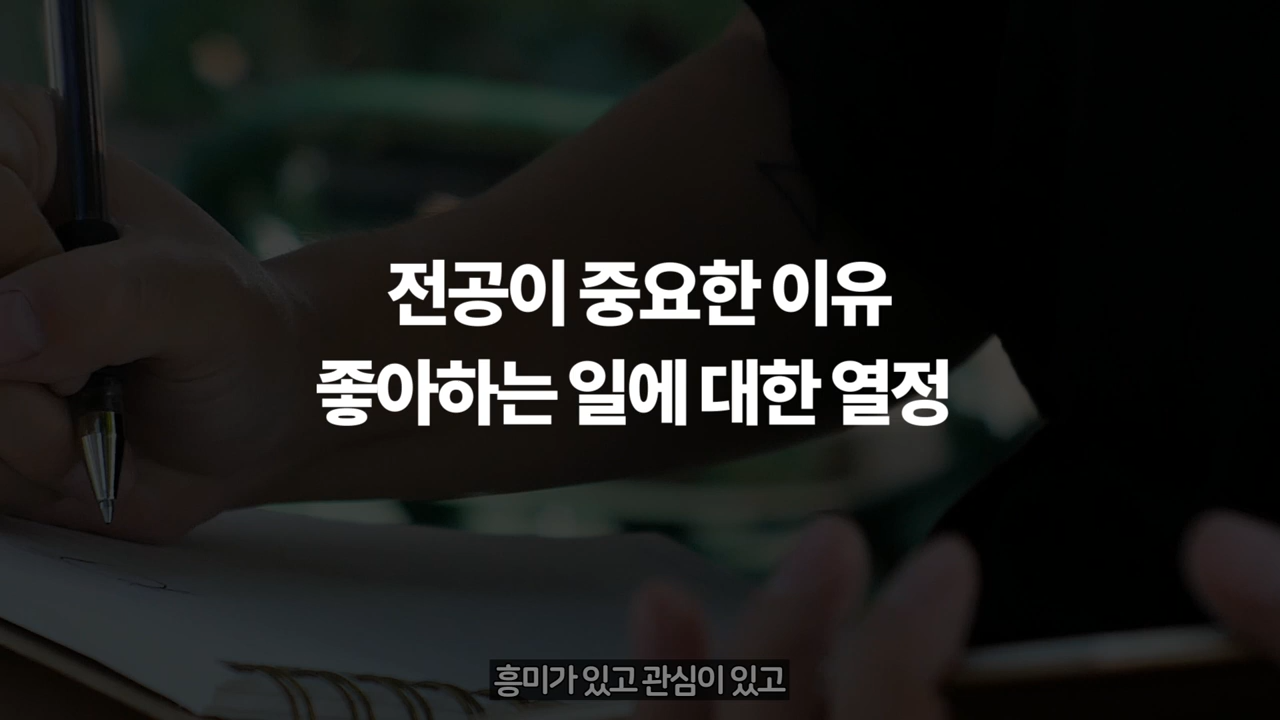 전공이 중요한 이유
좋아하는 일에 대한 열정
흥미가 있고 관심이 있고